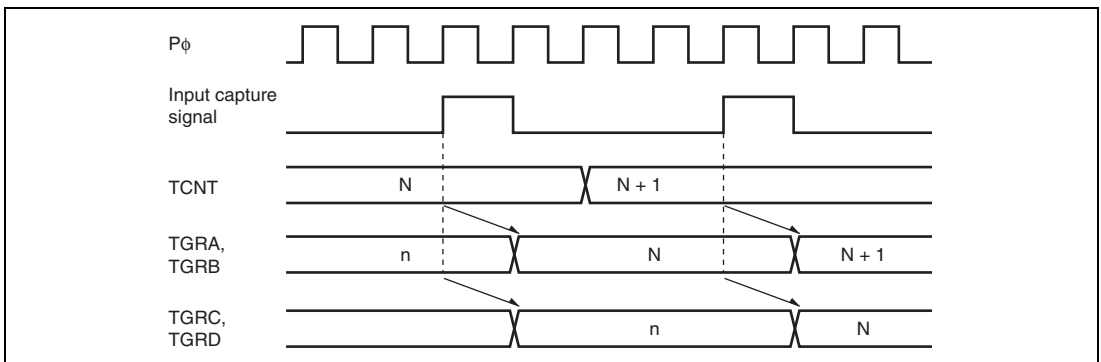 Pϕ
Input capture
signal
TCNT
N
N + 1
TGRA,
TGRB
n
N
N + 1
TGRC,
TGRD
n
N